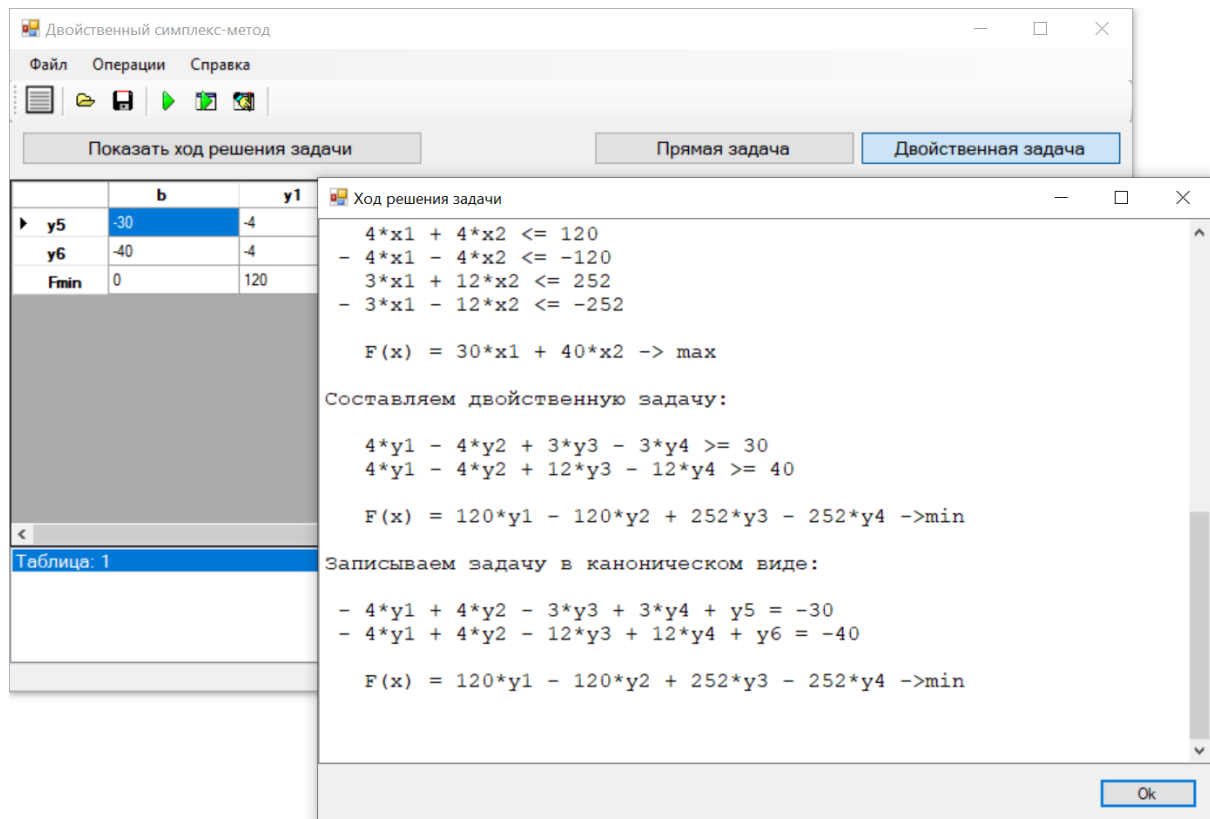 Двойственный симплекс-метод
Файл Операции Справка
Показать ход решения задачи Прямая задача Двойственная задача
b y1
y5 -30 -4
y6 -40 -4
Fmin 0 120
Таблица: 1
Ход решения задачи
4*x1 + 4*x2 <= 120
- 4*x1 - 4*x2 <= -120
3*x1 + 12*x2 <= 252
- 3*x1 - 12*x2 <= -252
F(x) = 30*x1 + 40*x2 -> max
Составляем двойственную задачу:
4*y1 - 4*y2 + 3*y3 - 3*y4 >= 30
4*y1 - 4*y2 + 12*y3 - 12*y4 >= 40
F(x) = 120*y1 - 120*y2 + 252*y3 - 252*y4 ->min
Записываем задачу в каноническом виде:
- 4*y1 + 4*y2 - 3*y3 + 3*y4 + y5 = -30
- 4*y1 + 4*y2 - 12*y3 + 12*y4 + y6 = -40
F(x) = 120*y1 - 120*y2 + 252*y3 - 252*y4 ->min
Ok